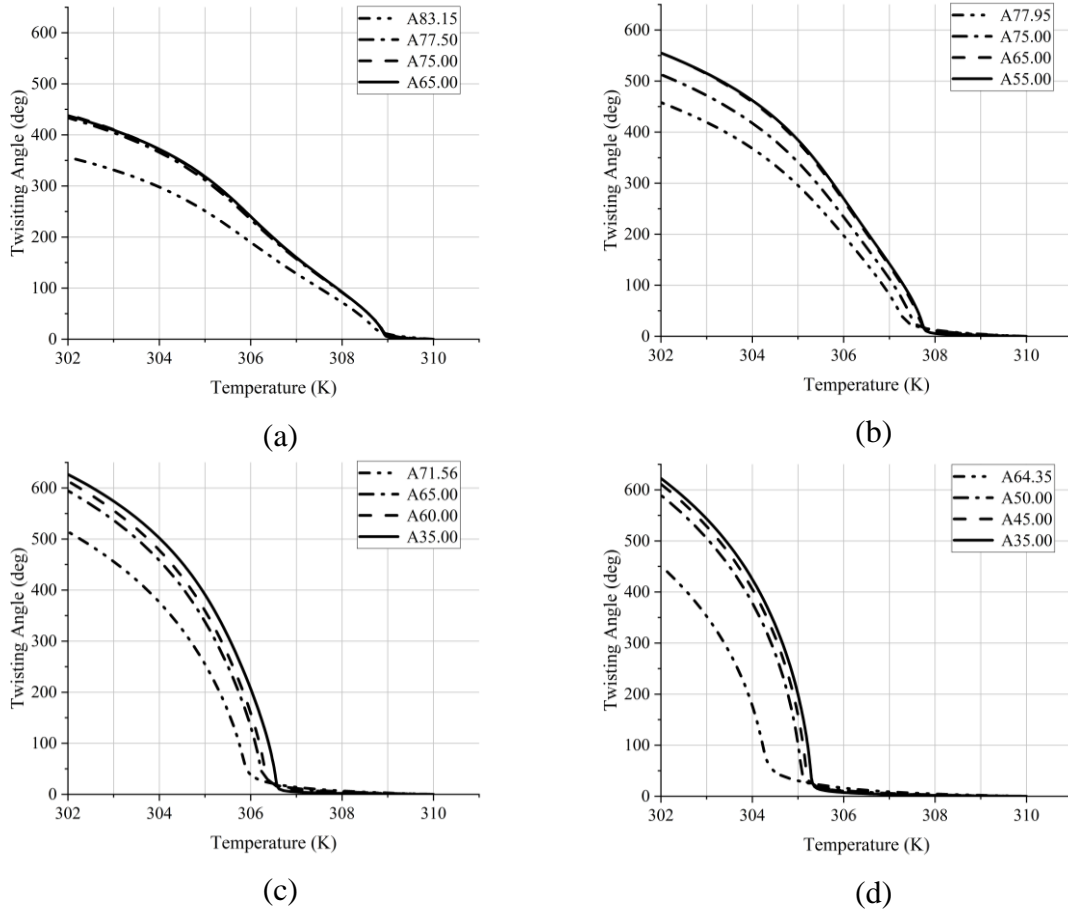 A83.15
A77.50
A75.00
A65.00
600
500
400
300
200
100
0
302
304
306
308
310
Twisiting Angle (deg)
Temperature (K)
(a)
A77.95
A75.00
A65.00
A55.00
600
500
400
300
200
100
0
302
304
306
308
310
Twisting Angle (deg)
Temperature (K)
(b)
A71.56
A65.00
A60.00
A35.00
600
500
400
300
200
100
0
302
304
306
308
310
Twisting Angle (deg)
Temperature (K)
(c)
A64.35
A50.00
A45.00
A35.00
600
500
400
300
200
100
0
302
304
306
308
310
Twisting Angle (deg)
Temperature (K)
(d)